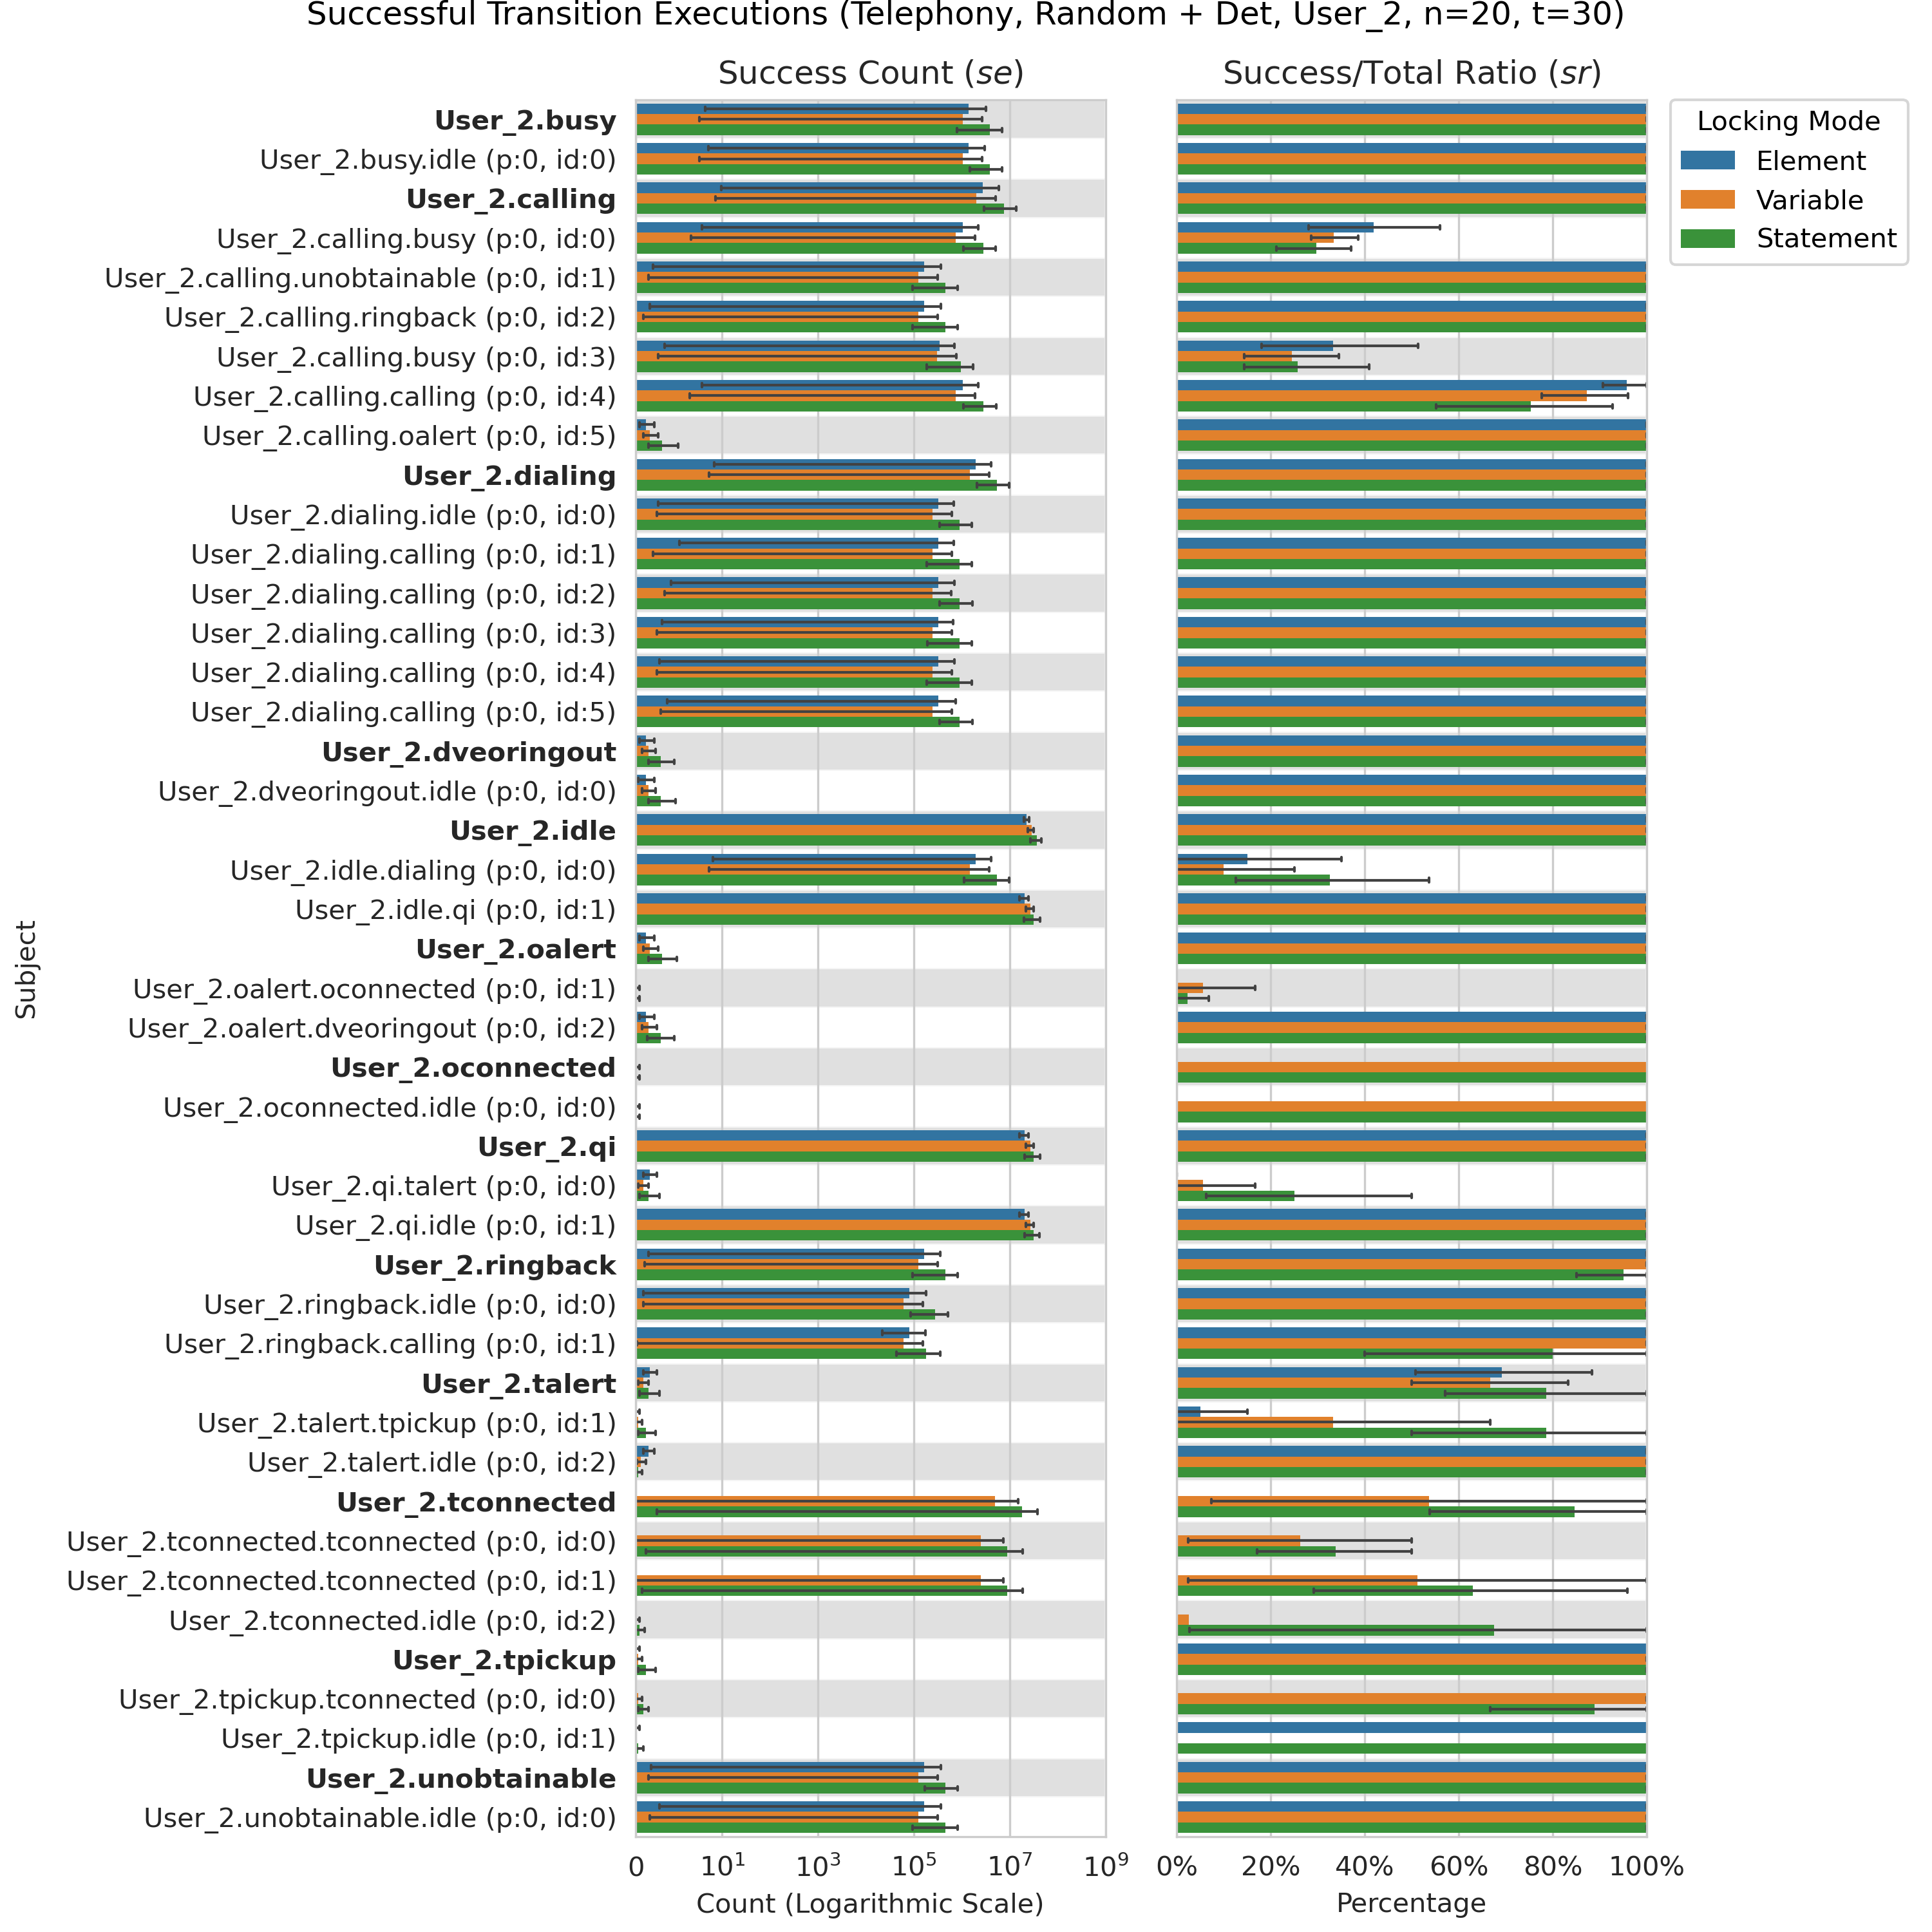 Successful Transition Executions (Telephony, Random + Det, User_2, n=20, t=30)
Success Count (se)
Success/Total Ratio (sr)
Locking Mode
Element
Variable
Statement
Subject
User_2.busy
User_2.busy.idle (p:0, id:0)
User_2.calling
User_2.calling.busy (p:0, id:0)
User_2.calling.unobtainable (p:0, id:1)
User_2.calling.ringback (p:0, id:2)
User_2.calling.busy (p:0, id:3)
User_2.calling.calling (p:0, id:4)
User_2.calling.oalert (p:0, id:5)
User_2.dialing
User_2.dialing.idle (p:0, id:0)
User_2.dialing.calling (p:0, id:1)
User_2.dialing.calling (p:0, id:2)
User_2.dialing.calling (p:0, id:3)
User_2.dialing.calling (p:0, id:4)
User_2.dialing.calling (p:0, id:5)
User_2.dveoringout
User_2.dveoringout.idle (p:0, id:0)
User_2.idle
User_2.idle.dialing (p:0, id:0)
User_2.idle.qi (p:0, id:1)
User_2.oalert
User_2.oalert.oconnected (p:0, id:1)
User_2.oalert.dveoringout (p:0, id:2)
User_2.oconnected
User_2.oconnected.idle (p:0, id:0)
User_2.qi
User_2.qi.talert (p:0, id:0)
User_2.qi.idle (p:0, id:1)
User_2.ringback
User_2.ringback.idle (p:0, id:0)
User_2.ringback.calling (p:0, id:1)
User_2.talert
User_2.talert.tpickup (p:0, id:1)
User_2.talert.idle (p:0, id:2)
User_2.tconnected
User_2.tconnected.tconnected (p:0, id:0)
User_2.tconnected.tconnected (p:0, id:1)
User_2.tconnected.idle (p:0, id:2)
User_2.tpickup
User_2.tpickup.tconnected (p:0, id:0)
User_2.tpickup.idle (p:0, id:1)
User_2.unobtainable
User_2.unobtainable.idle (p:0, id:0)
0 10¹ 10³ 10⁵ 10⁷ 10⁹
Count (Logarithmic Scale)
0% 20% 40% 60% 80% 100%
Percentage